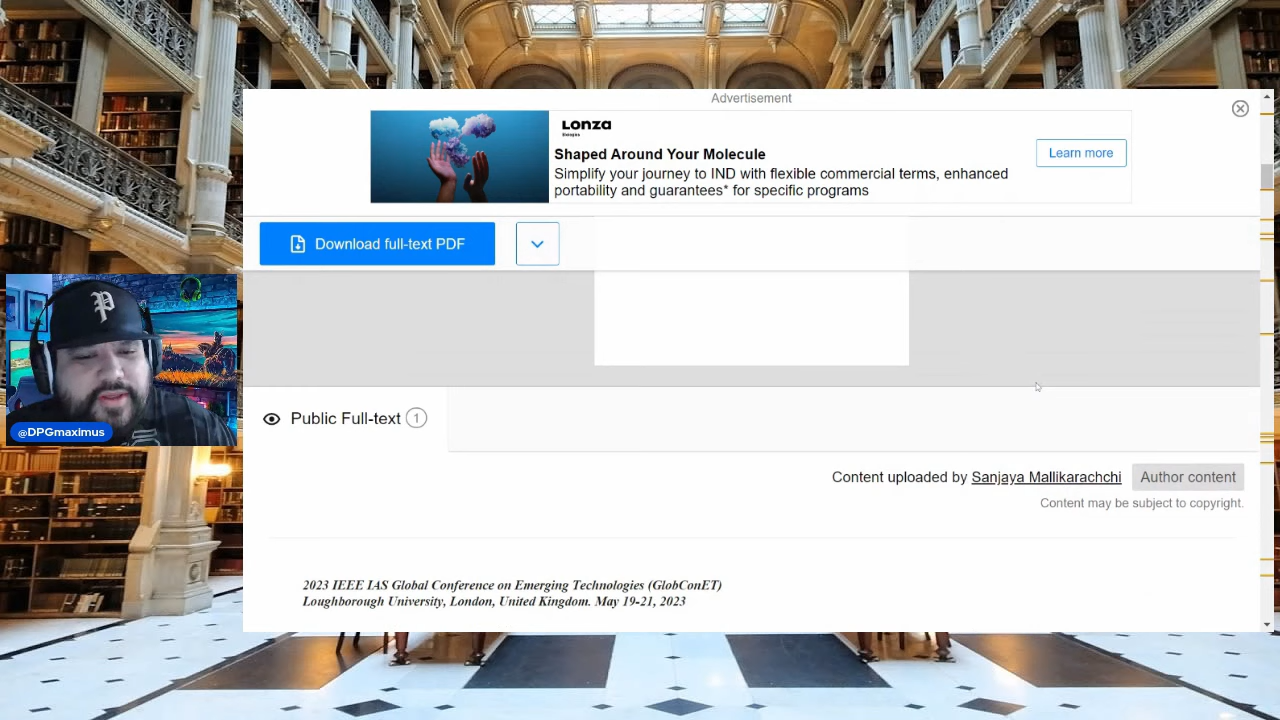 Advertisement
Lonza
Biologics
Shaped Around Your Molecule
Simplify your journey to IND with flexible commercial terms, enhanced
portability and guarantees* for specific programs
Learn more
Download full-text PDF
P
@DPGmaximus
Public Full-text 1
Content uploaded by Sanjaya Mallikarachchi
Author content
Content may be subject to copyright.
2023 IEEE IAS Global Conference on Emerging Technologies (GlobConET)
Loughborough University, London, United Kingdom. May 19-21, 2023